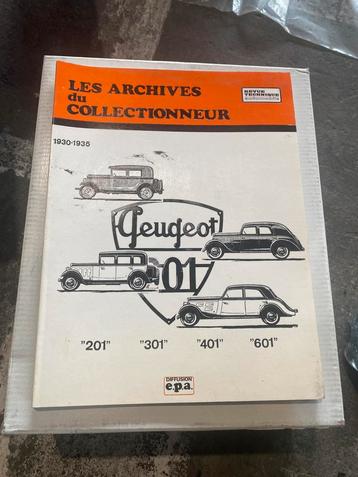 LES ARCHIVES
du
COLLECTIONNEUR
REVUE
TECHNIQUE
automobile
1930-1935
Peugeot
01
"201" "301" "401" "601"
DIFFUSION
e.p.a.